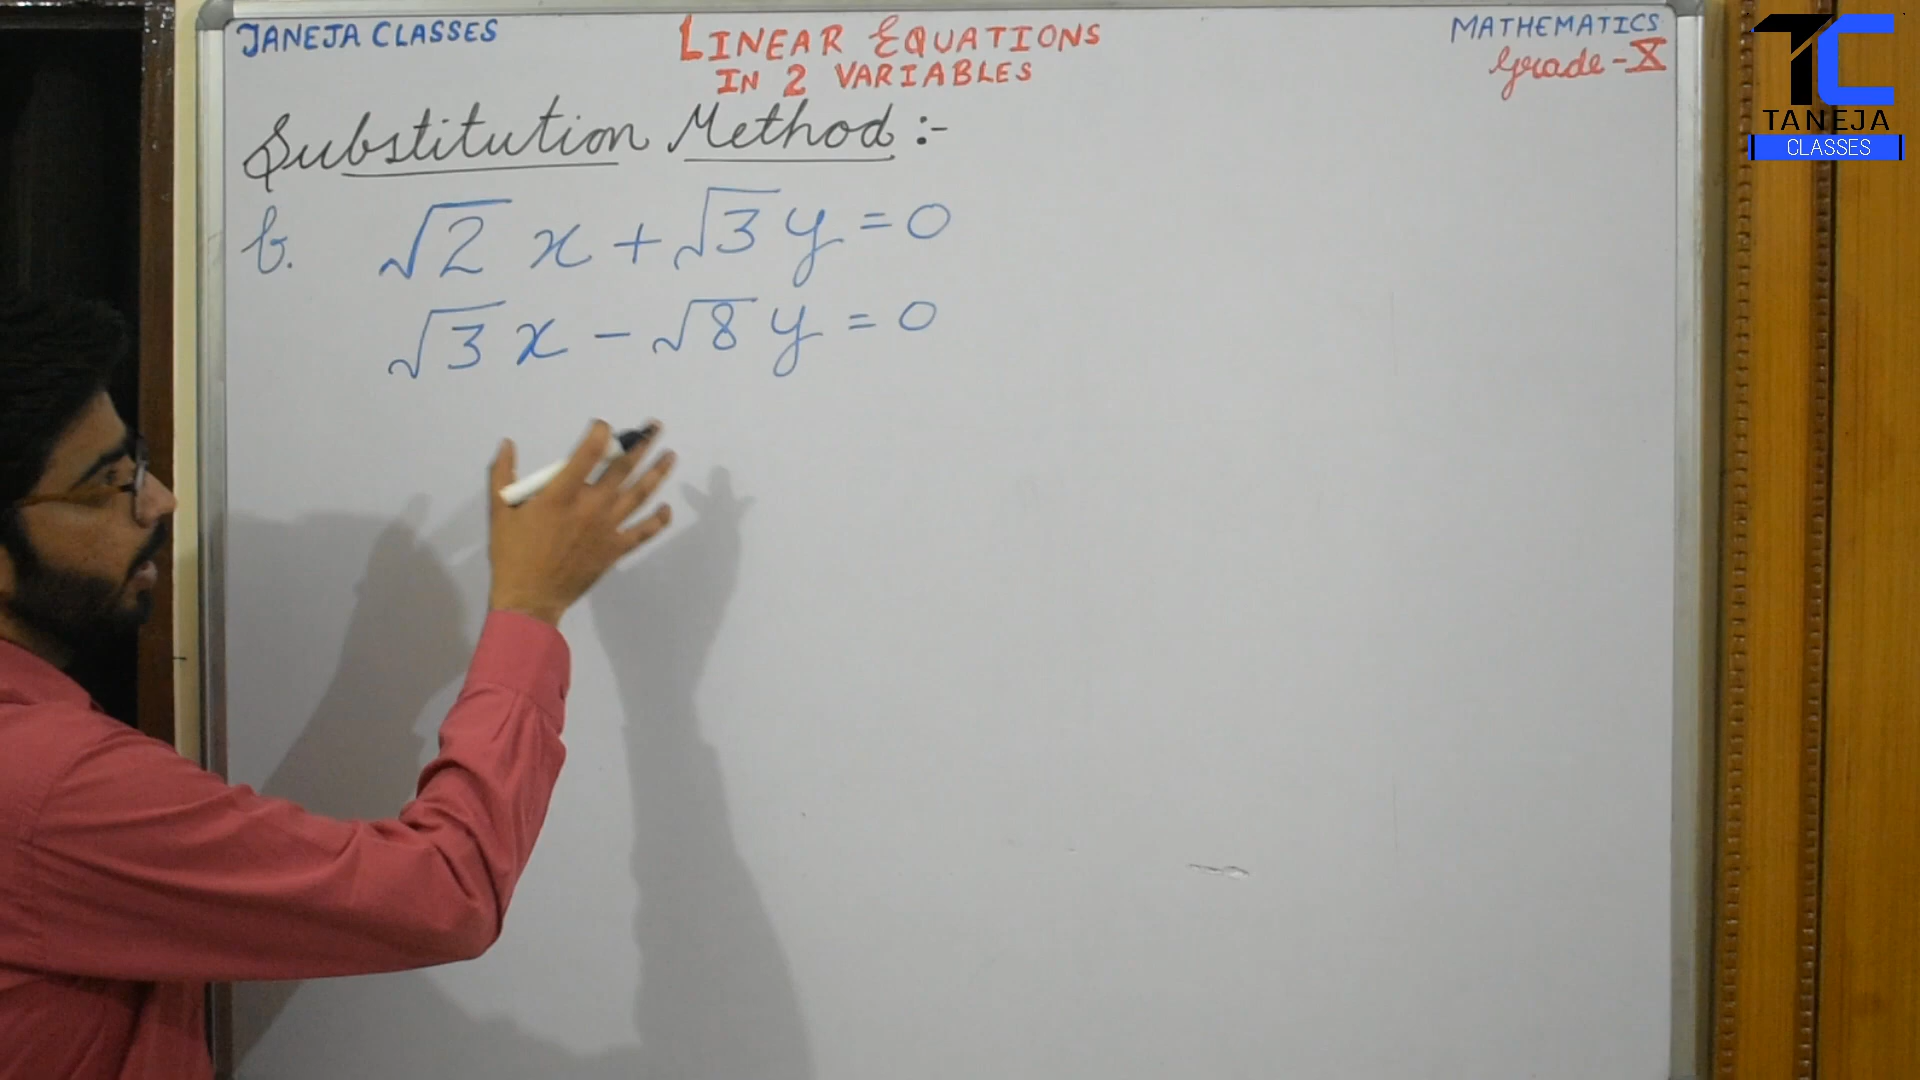 JANEJA CLASSES
LINEAR EQUATIONS
IN 2 VARIABLES
MATHEMATICS
Grade-X
TC
TANEJA
CLASSES
Substitution Method :-
b. √2 x + √3 y = 0
√3 x - √8 y = 0